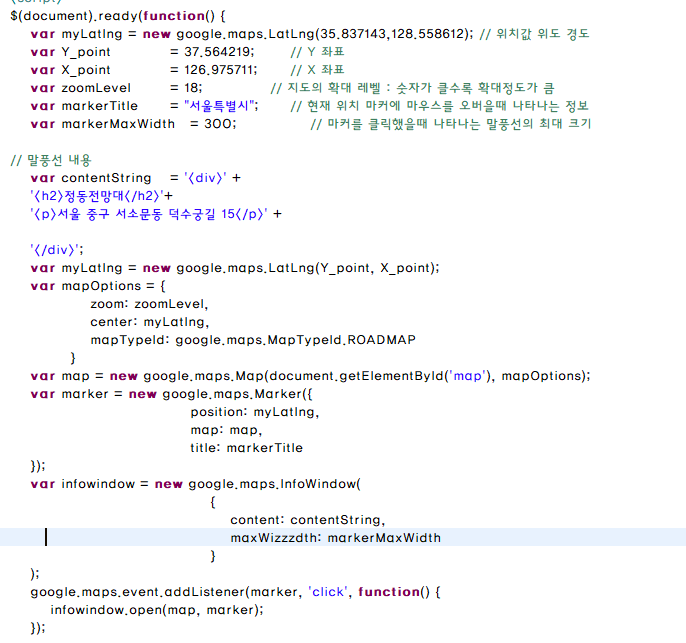 $(document).ready(function() {
var myLatlng = new google.maps.LatLng(35.837143,128.558612); // 위치값 위도 경도
var Y_point = 37.564219; // Y 좌표
var X_point = 126.975711; // X 좌표
var zoomLevel = 18; // 지도의 확대 레벨 : 숫자가 클수록 확대정도가 큼
var markerTitle = "서울특별시"; // 현재 위치 마커에 마우스를 오버을때 나타나는 정보
var markerMaxWidth = 300; // 마커를 클릭했을때 나타나는 말풍선의 최대 크기
// 말풍선 내용
var contentString = '<div>' +
'<h2>정동전망대</h2>'+
'<p>서울 중구 서소문동 덕수궁길 15</p>' +
'</div>';
var myLatlng = new google.maps.LatLng(Y_point, X_point);
var mapOptions = {
zoom: zoomLevel,
center: myLatlng,
mapTypeId: google.maps.MapTypeId.ROADMAP
}
var map = new google.maps.Map(document.getElementById('map'), mapOptions);
var marker = new google.maps.Marker({
position: myLatlng,
map: map,
title: markerTitle
});
var infowindow = new google.maps.InfoWindow(
{
content: contentString,
maxWizzzdth: markerMaxWidth
}
);
google.maps.event.addListener(marker, 'click', function() {
infowindow.open(map, marker);
});